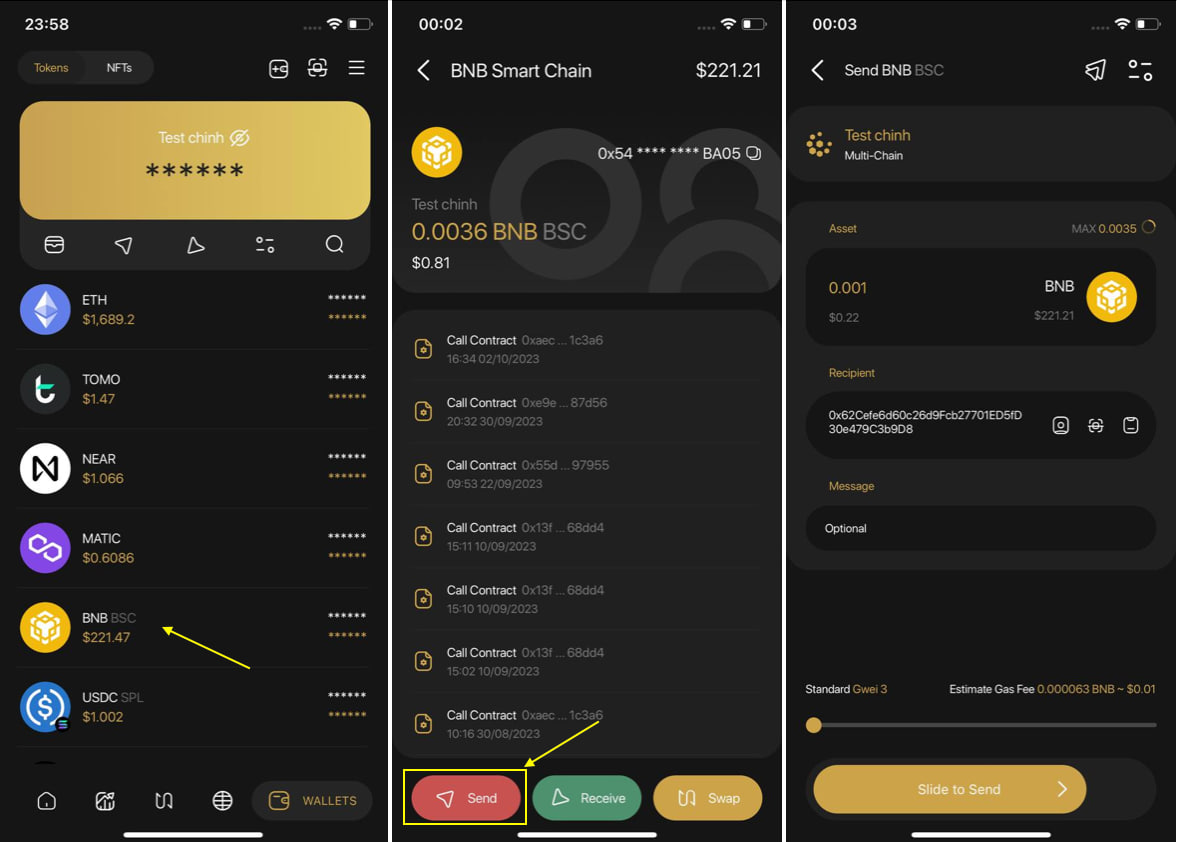 23:58
Tokens
NFTs
Test chinh
******
ETH
$1,689.2
******
******
TOMO
$1.47
******
******
NEAR
$1.066
******
******
MATIC
$0.6086
******
******
BNB BSC
$221.47
******
******
USDC SPL
$1.002
******
******
WALLETS
00:02
BNB Smart Chain
$221.21
0x54 **** **** BA05
Test chinh
0.0036 BNB BSC
$0.81
Call Contract 0xaec ... 1c3a6
16:34 02/10/2023
Call Contract 0xe9e ... 87d56
20:32 30/09/2023
Call Contract 0x55d ... 97955
09:53 22/09/2023
Call Contract 0x13f ... 68dd4
15:11 10/09/2023
Call Contract 0x13f ... 68dd4
15:10 10/09/2023
Call Contract 0x13f ... 68dd4
15:02 10/09/2023
Call Contract 0xaec ... 1c3a6
10:16 30/08/2023
Send
Receive
Swap
00:03
Send BNB BSC
Test chinh
Multi-Chain
Asset
MAX 0.0035
0.001
BNB
$0.22
$221.21
Recipient
0x62Cefe6d60c26d9Fcb27701ED5fD
30e479C3b9D8
Message
Optional
Standard Gwei 3
Estimate Gas Fee 0.000063 BNB ~ $0.01
Slide to Send